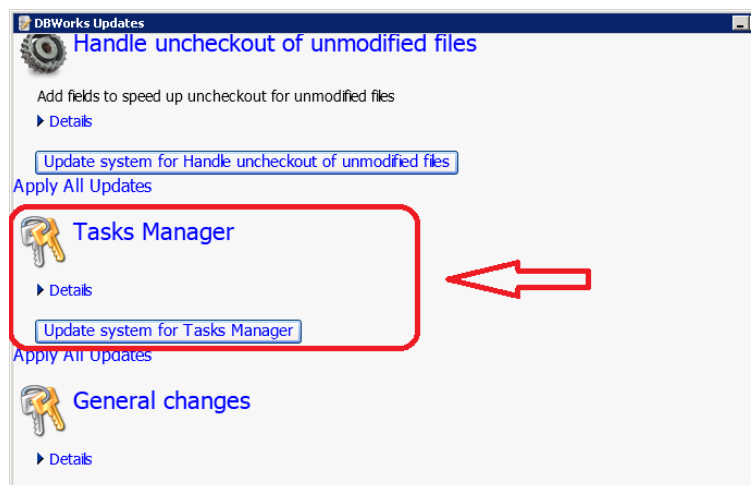 DBWorks Updates
Handle uncheckout of unmodified files
Add fields to speed up uncheckout for unmodified files
Details
Update system for Handle uncheckout of unmodified files
Apply All Updates
Tasks Manager
Details
Update system for Tasks Manager
Apply All Updates
General changes
Details